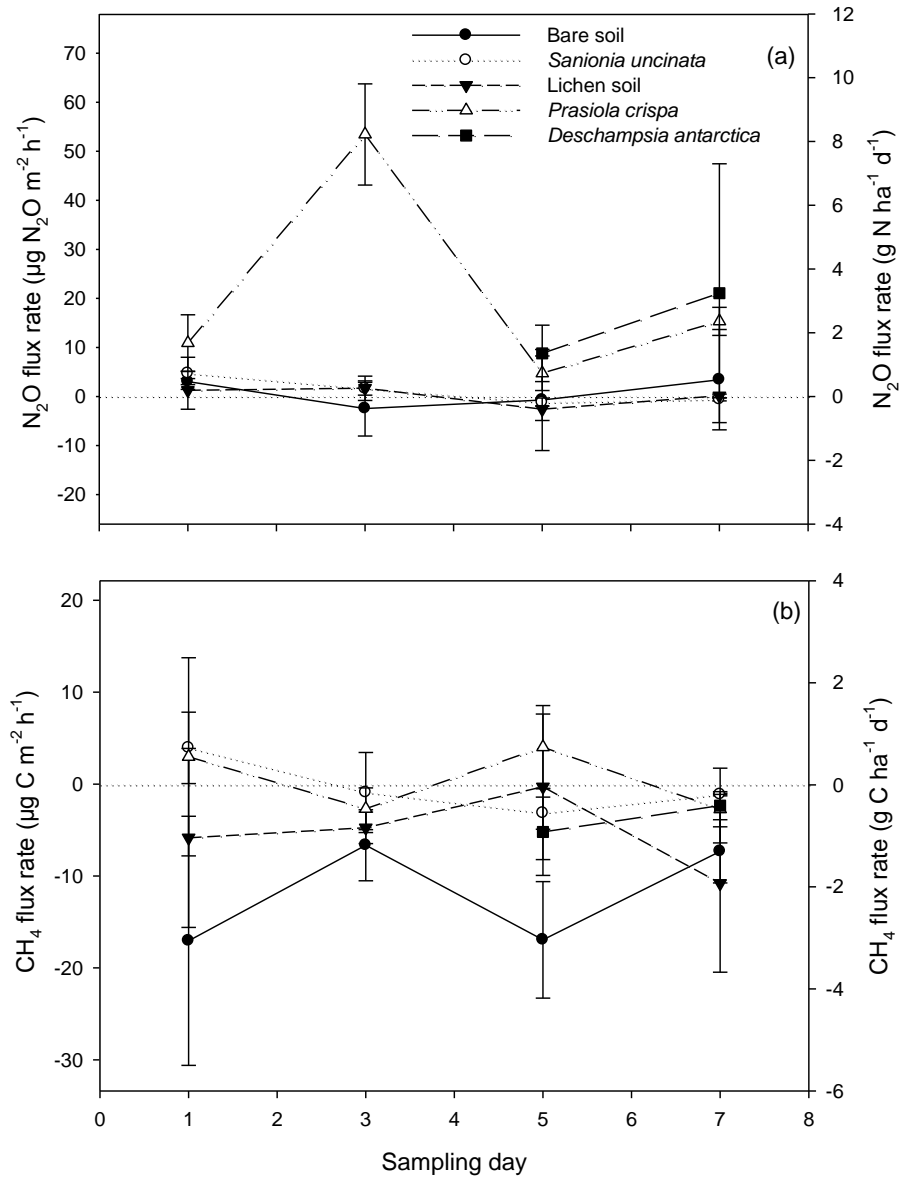 Bare soil
Sanionia uncinata
Lichen soil
Prasiola crispa
Deschampsia antarctica
(a)
N₂O flux rate (µg N₂O m⁻² h⁻¹)
70
60
50
40
30
20
10
0
-10
-20
N₂O flux rate (g N ha⁻¹ d⁻¹)
12
10
8
6
4
2
0
-2
-4
(b)
CH₄ flux rate (µg C m⁻² h⁻¹)
20
10
0
-10
-20
-30
CH₄ flux rate (g C ha⁻¹ d⁻¹)
4
2
0
-2
-4
-6
0 1 2 3 4 5 6 7 8
Sampling day